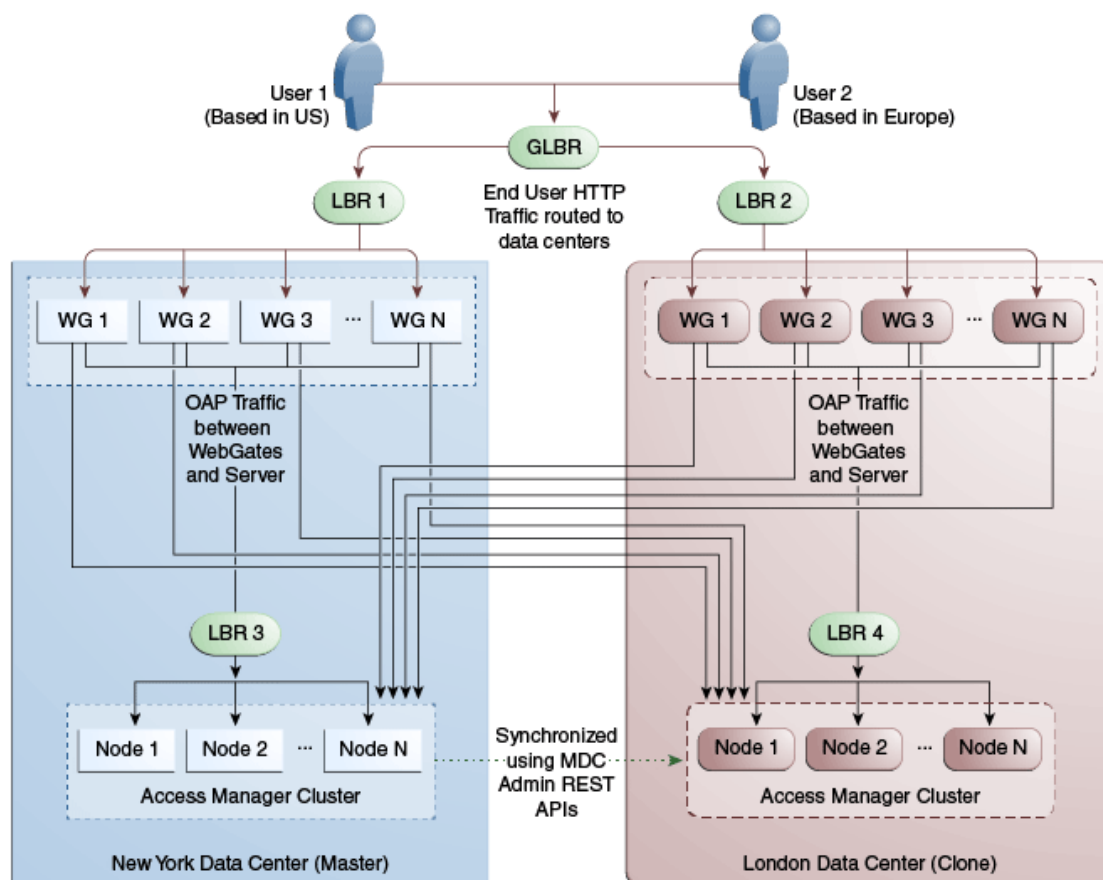 User 1
(Based in US)
User 2
(Based in Europe)
GLBR
LBR 1
End User HTTP
Traffic routed to
data centers
LBR 2
WG 1
WG 2
WG 3
...
WG N
WG 1
WG 2
WG 3
...
WG N
OAP Traffic
between
WebGates
and Server
OAP Traffic
between
WebGates
and Server
LBR 3
LBR 4
Node 1
Node 2
...
Node N
Access Manager Cluster
Synchronized
using MDC
Admin REST
APIs
Node 1
Node 2
...
Node N
Access Manager Cluster
New York Data Center (Master)
London Data Center (Clone)